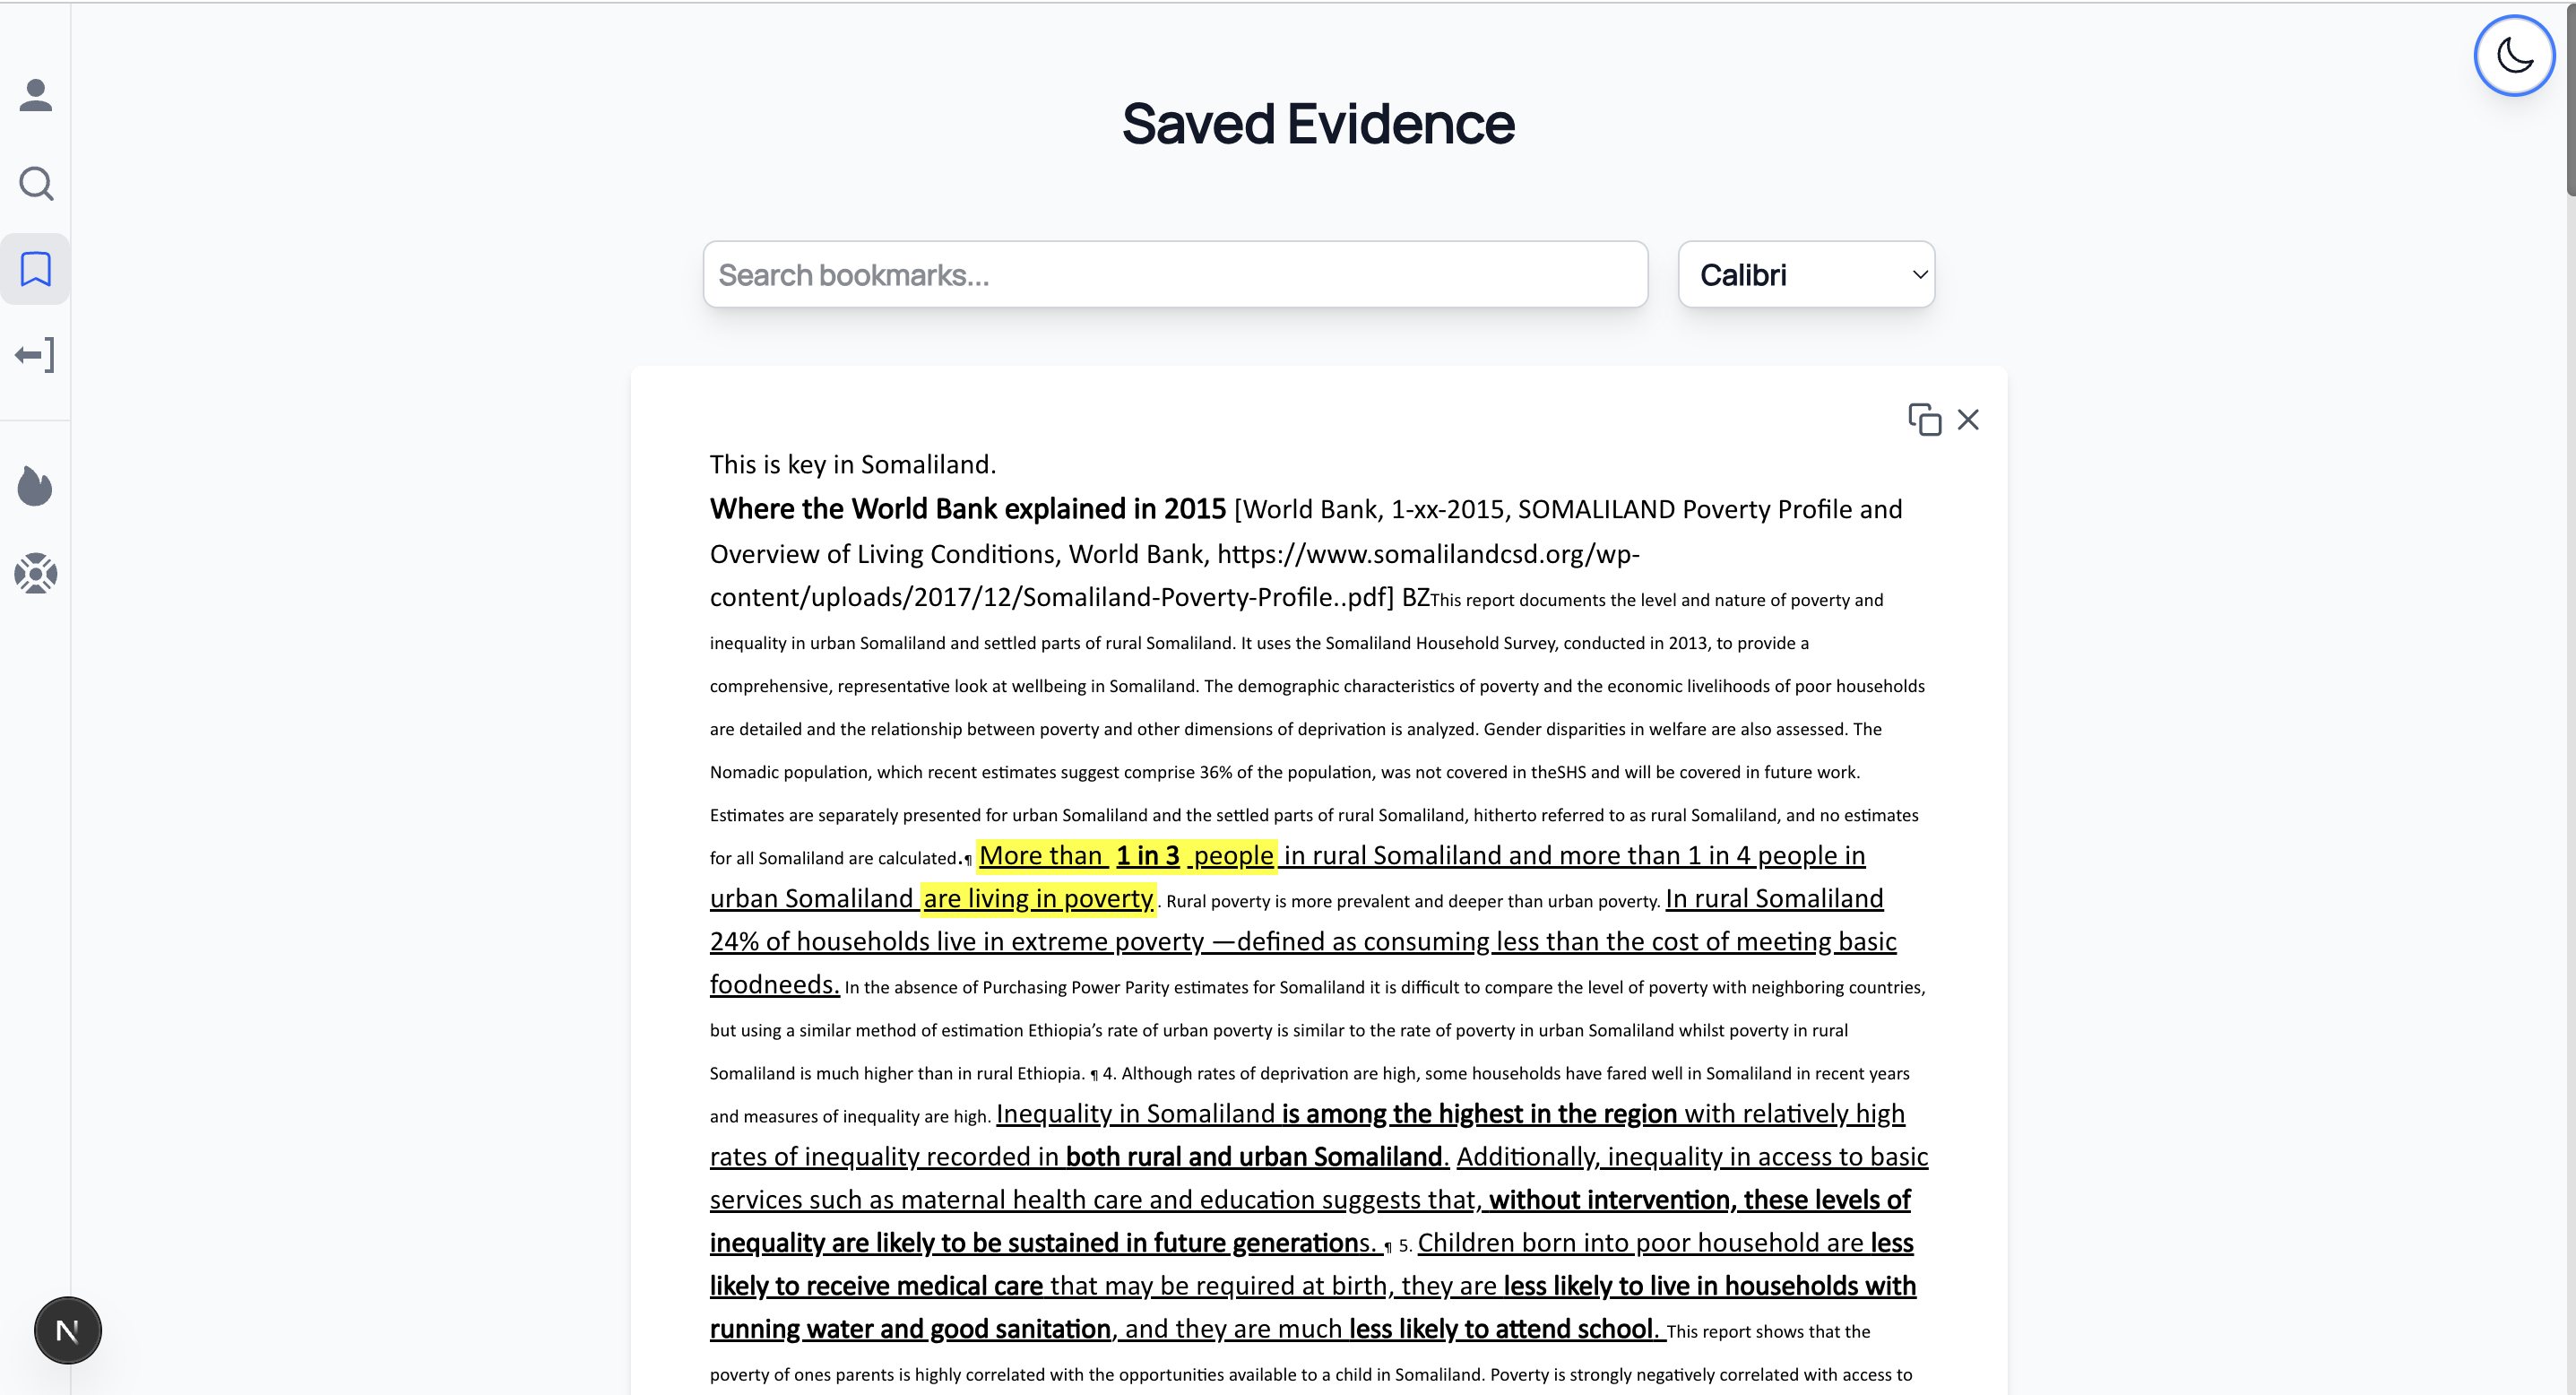 Saved Evidence
Search bookmarks...
Calibri
This is key in Somaliland.
Where the World Bank explained in 2015 [World Bank, 1-xx-2015, SOMALILAND Poverty Profile and
Overview of Living Conditions, World Bank, https://www.somalilandcsd.org/wp-
content/uploads/2017/12/Somaliland-Poverty-Profile..pdf] BZThis report documents the level and nature of poverty and
inequality in urban Somaliland and settled parts of rural Somaliland. It uses the Somaliland Household Survey, conducted in 2013, to provide a
comprehensive, representative look at wellbeing in Somaliland. The demographic characteristics of poverty and the economic livelihoods of poor households
are detailed and the relationship between poverty and other dimensions of deprivation is analyzed. Gender disparities in welfare are also assessed. The
Nomadic population, which recent estimates suggest comprise 36% of the population, was not covered in theSHS and will be covered in future work.
Estimates are separately presented for urban Somaliland and the settled parts of rural Somaliland, hitherto referred to as rural Somaliland, and no estimates
for all Somaliland are calculated.¶ More than 1 in 3 people in rural Somaliland and more than 1 in 4 people in
urban Somaliland are living in poverty. Rural poverty is more prevalent and deeper than urban poverty. In rural Somaliland
24% of households live in extreme poverty —defined as consuming less than the cost of meeting basic
foodneeds. In the absence of Purchasing Power Parity estimates for Somaliland it is difficult to compare the level of poverty with neighboring countries,
but using a similar method of estimation Ethiopia’s rate of urban poverty is similar to the rate of poverty in urban Somaliland whilst poverty in rural
Somaliland is much higher than in rural Ethiopia. ¶ 4. Although rates of deprivation are high, some households have fared well in Somaliland in recent years
and measures of inequality are high. Inequality in Somaliland is among the highest in the region with relatively high
rates of inequality recorded in both rural and urban Somaliland. Additionally, inequality in access to basic
services such as maternal health care and education suggests that, without intervention, these levels of
inequality are likely to be sustained in future generations. ¶ 5. Children born into poor household are less
likely to receive medical care that may be required at birth, they are less likely to live in households with
running water and good sanitation, and they are much less likely to attend school. This report shows that the
poverty of ones parents is highly correlated with the opportunities available to a child in Somaliland. Poverty is strongly negatively correlated with access to
N